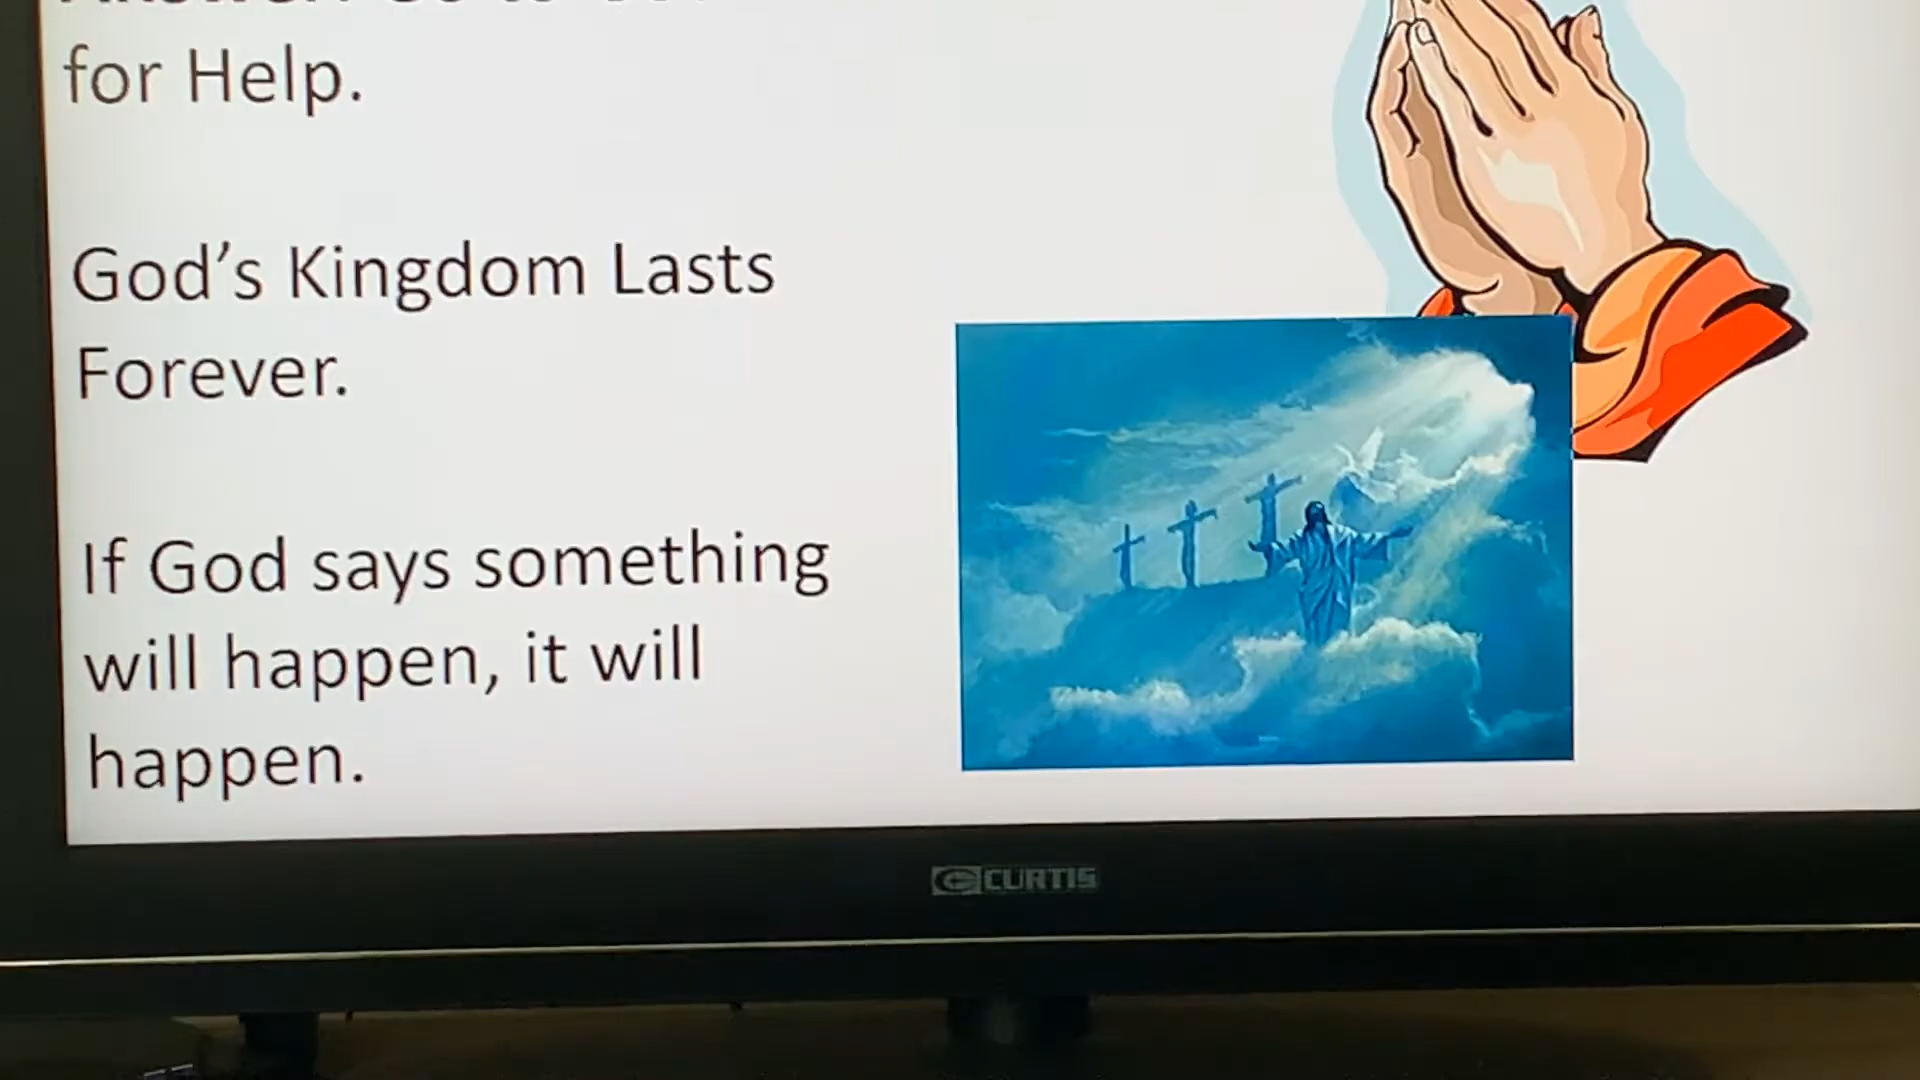 for Help.
God's Kingdom Lasts
Forever.
If God says something
will happen, it will
happen.
CURTIS